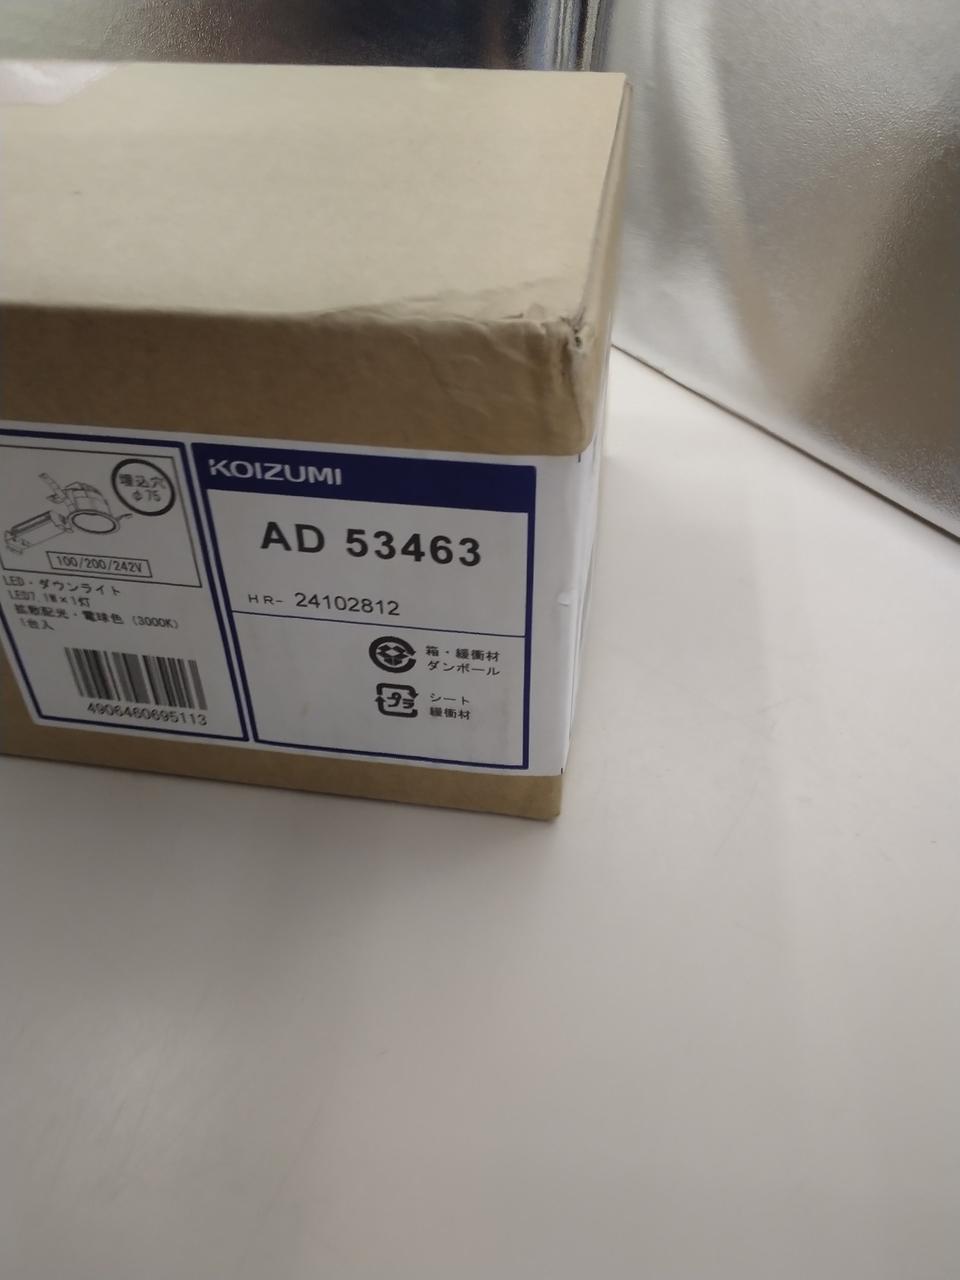 埋込穴
φ75
100/200/242V
LED・ダウンライト
LED7.1W×1灯
拡散配光・電球色 (3000K)
1台入
4906460695113
KOIZUMI
AD 53463
HR- 24102812
箱・緩衝材
ダンボール
プラ
シート
緩衝材